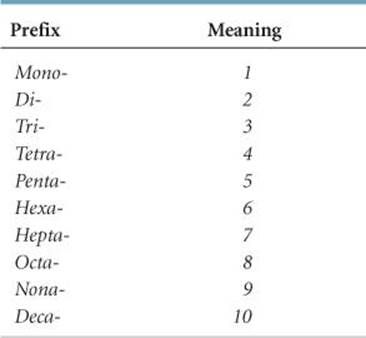 Prefix Meaning
Mono- 1
Di- 2
Tri- 3
Tetra- 4
Penta- 5
Hexa- 6
Hepta- 7
Octa- 8
Nona- 9
Deca- 10